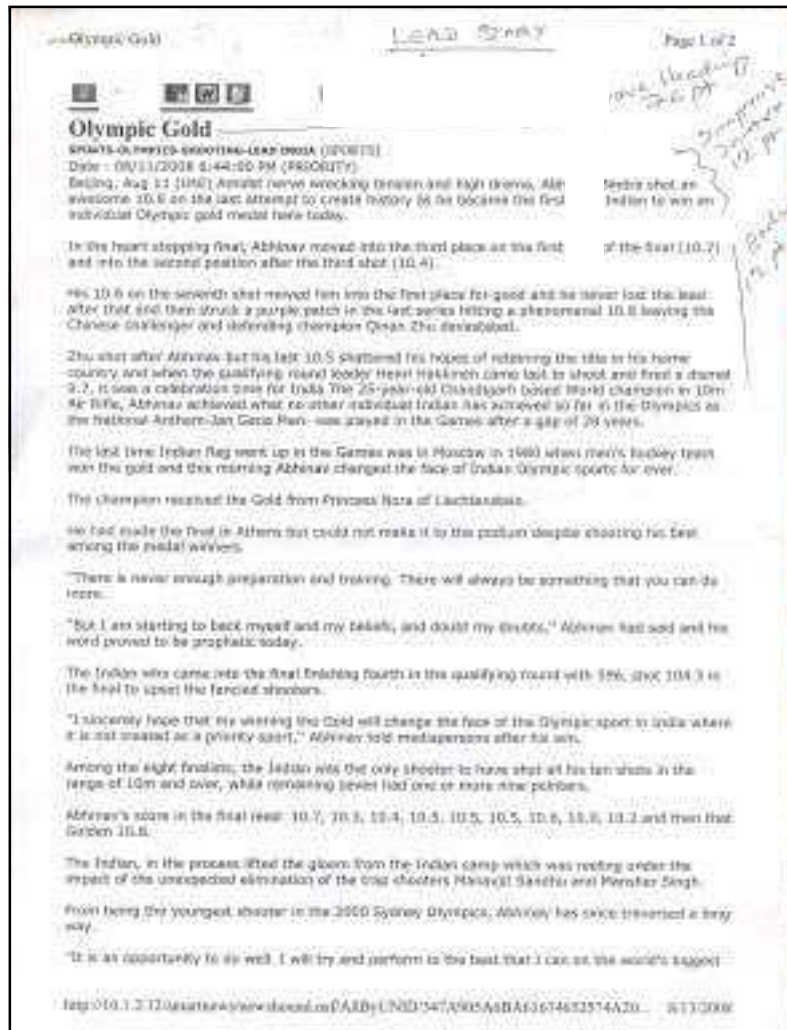 Olympic Gold
LEAD STORY
Page 1 of 2
Heading
36 pt
12 pt
Body
12 pt
Olympic Gold
SPORTS-OLYMPICS-SHOOTING-LEAD INDIA (SPORTS)
Date : 08/11/2008 6:44:00 PM (PRIORITY)
Beijing, Aug 11 (UNI) Amidst nerve wrecking tension and high drama, Bindra shot an
awesome 10.8 on the last attempt to create history as he became the first Indian to win an
individual Olympic gold medal here today.
In the heart stopping final, Abhinav moved into the third place on the first of the final (10.7)
and into the second position after the third shot (10.4).
His 10.6 on the seventh shot moved him into the first place for good and he never lost the lead
after that and then struck a purple patch in the last series hitting a phenomenal 10.8 leaving the
Chinese challenger and defending champion Qinan Zhu devastated.
Zhu shot after Abhinav but his last 10.5 shattered his hopes of retaining the title in his home
country and when the qualifying round leader Henri Hakkinen came last to shoot and fired a dismal
9.7, it was a celebration time for India The 25-year-old Chandigarh based World champion in 10m
Air Rifle, Abhinav achieved what no other individual Indian has achieved so far in the Olympics as
the National Anthem-Jan Gana Man- was played in the Games after a gap of 28 years.
The last time Indian flag went up in the Games was in Moscow in 1980 when men's hockey team
won the gold and this morning Abhinav changed the face of Indian Olympic sports for ever.
The champion received the Gold from Princess Nora of Liechtenstein.
He had made the final in Athens but could not make it to the podium despite shooting his best
among the medal winners.
"There is never enough preparation and training. There will always be something that you can do
more.
"But I am starting to back myself and my beliefs, and doubt my doubts," Abhinav had said and his
word proved to be prophetic today.
The Indian who came into the final finishing fourth in the qualifying round with 596, shot 104.5 in
the final to upset the fancied shooters.
"I sincerely hope that my winning the Gold will change the face of the Olympic sport in India where
it is not treated as a priority sport," Abhinav told mediapersons after his win.
Among the eight finalists, the Indian was the only shooter to have shot all his ten shots in the
range of 10m and over, while remaining seven had one or more nine pointers.
Abhinav's score in the final read: 10.7, 10.3, 10.4, 10.5, 10.5, 10.5, 10.6, 10.0, 10.2 and then that
Golden 10.8.
The Indian, in the process lifted the gloom from the Indian camp which was reeling under the
impact of the unexpected elimination of the trap shooters Manavjit Sandhu and Mansher Singh.
From being the youngest shooter in the 2000 Sydney Olympics, Abhinav has since traversed a long
way.
"It is an opportunity to do well. I will try and perform to the best that I can on the world's biggest
8/13/2008